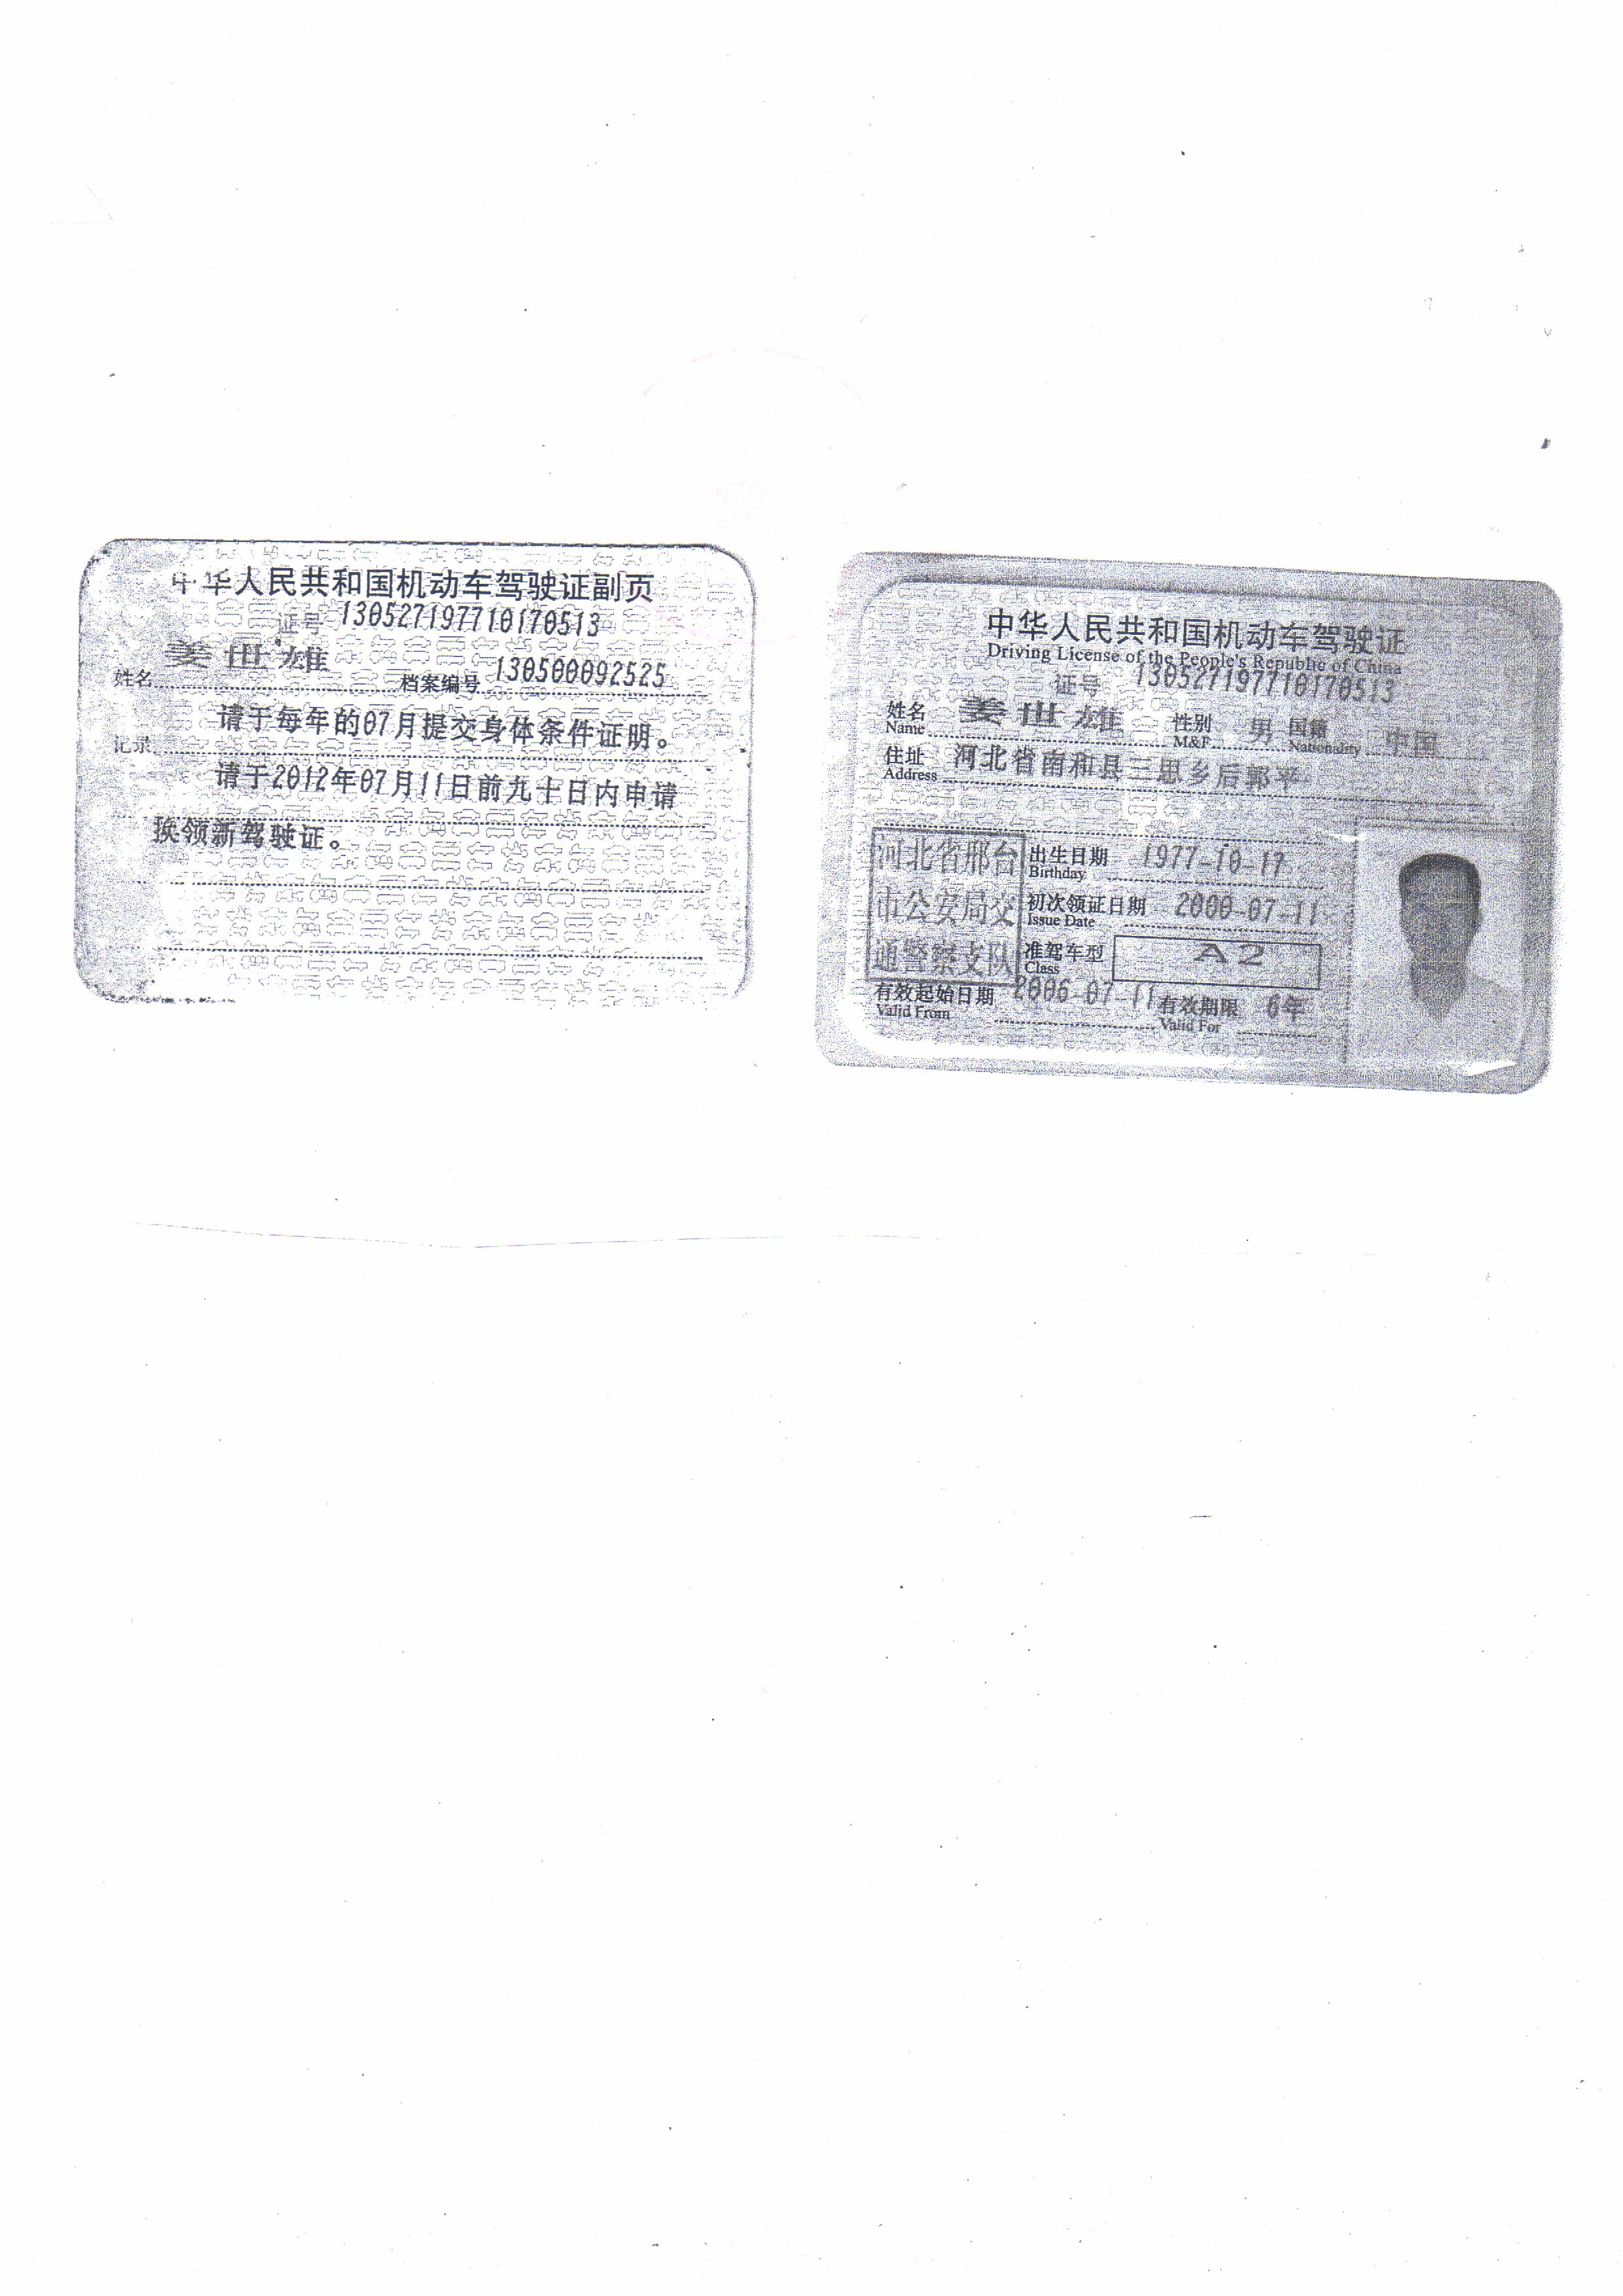 中华人民共和国机动车驾驶证副页
证号 130527197710170513
姓名 姜世雄 档案编号 130500092525
请于每年的07月提交身体条件证明。
记录
请于2012年07月11日前九十日内申请
换领新驾驶证。
中华人民共和国机动车驾驶证
Driving License of the People's Republic of China
证号 130527197710170513
姓名 姜世雄 性别 男 国籍 中国
Name M&F Nationality
住址 河北省南和县三思乡后郭平
Address
河北省邢台
市公安局交
通警察支队
出生日期 1977-10-17
Birthday
初次领证日期 2000-07-11
Issue Date
准驾车型 A2
Class
有效起始日期 2006-07-11 有效期限 6年
Valid From Valid For